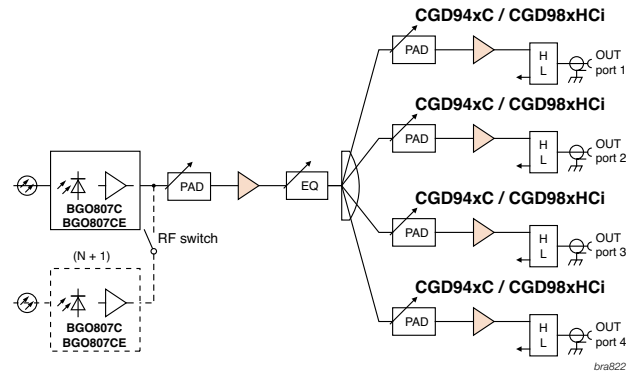 CGD94xC / CGD98xHCi
PAD
H
L
OUT
port 1
CGD94xC / CGD98xHCi
PAD
H
L
OUT
port 2
BGO807C
BGO807CE
PAD
EQ
RF switch
(N + 1)
BGO807C
BGO807CE
CGD94xC / CGD98xHCi
PAD
H
L
OUT
port 3
CGD94xC / CGD98xHCi
PAD
H
L
OUT
port 4
bra822